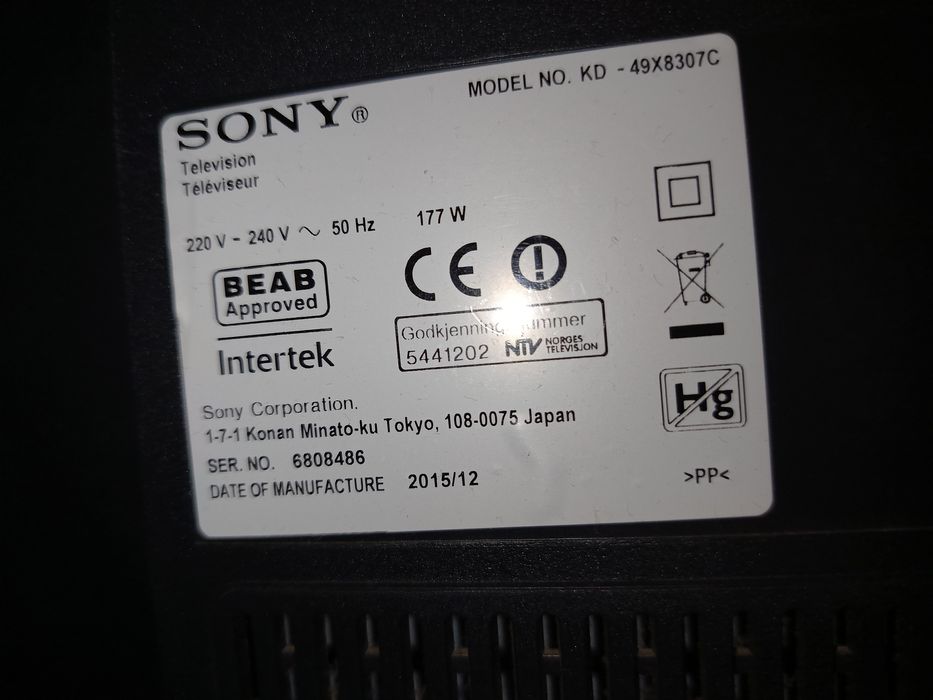 SONY®
MODEL NO. KD - 49X8307C
Television
Téléviseur
220 V - 240 V ~ 50 Hz 177 W
BEAB
Approved
Intertek
CE
Godkjennings nummer
5441202 NTV NORGES
TELEVISJON
Hg
Sony Corporation.
1-7-1 Konan Minato-ku Tokyo, 108-0075 Japan
SER. NO. 6808486
DATE OF MANUFACTURE 2015/12
>PP<